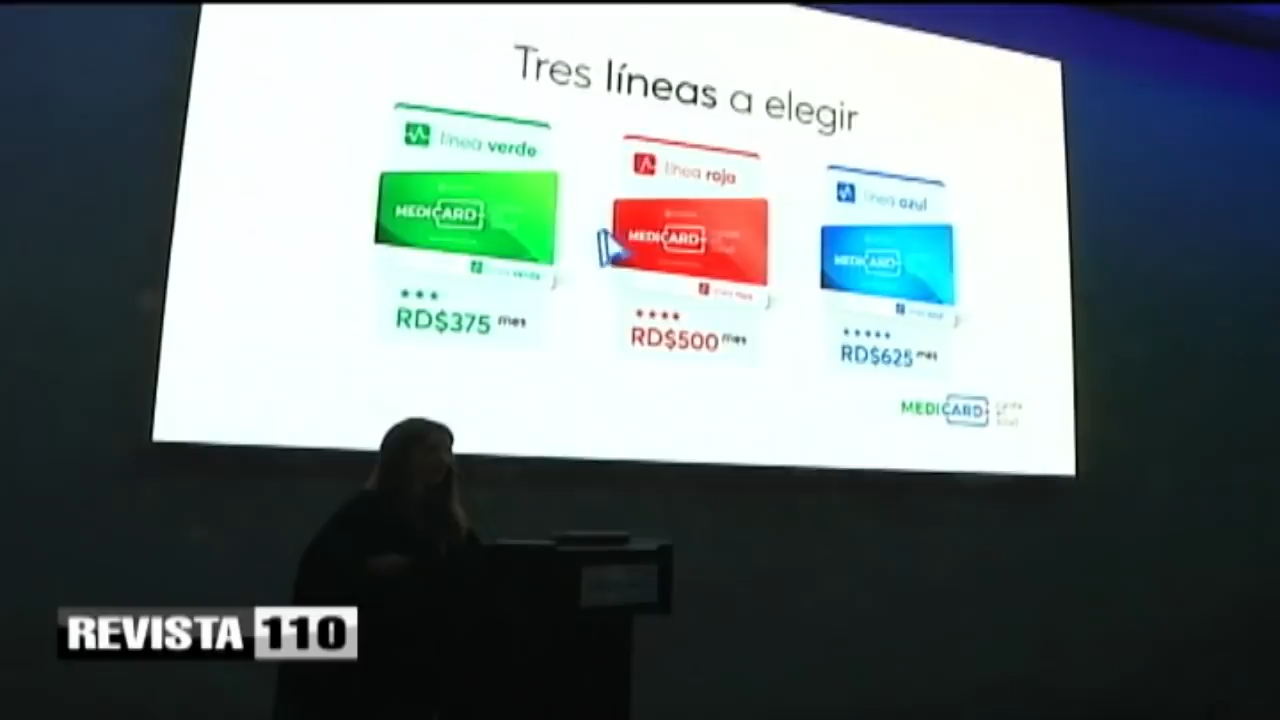 Tres líneas a elegir
línea verde
línea roja
línea azul
MEDICARD
MEDICARD
MEDICARD
RD$375 mes
RD$500 mes
RD$625 mes
MEDICARD
REVISTA 110